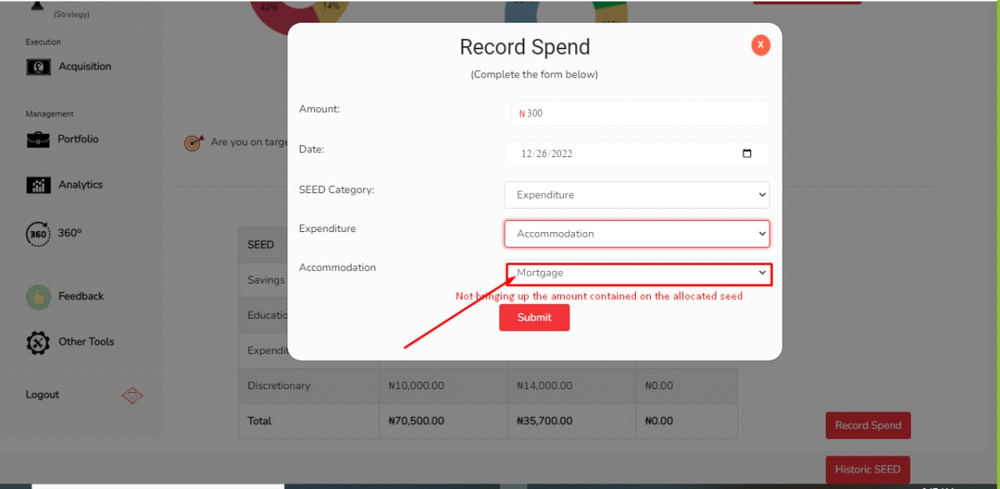 (Strategy)
Execution
Acquisition
Management
Portfolio
Analytics
360
360º
Feedback
Other Tools
Logout
43%
14%
Are you on targe
Record Spend
X
(Complete the form below)
Amount:
₦ 300
Date:
12/26/2022
SEED Category:
Expenditure
Expenditure
Accommodation
Accommodation
Mortgage
Not bringing up the amount contained on the allocated seed
Submit
SEED
Savings
Educatio
Expendit
Discretionary ₦10,000.00 ₦14,000.00 ₦0.00
Total ₦70,500.00 ₦35,700.00 ₦0.00
Record Spend
Historic SEED